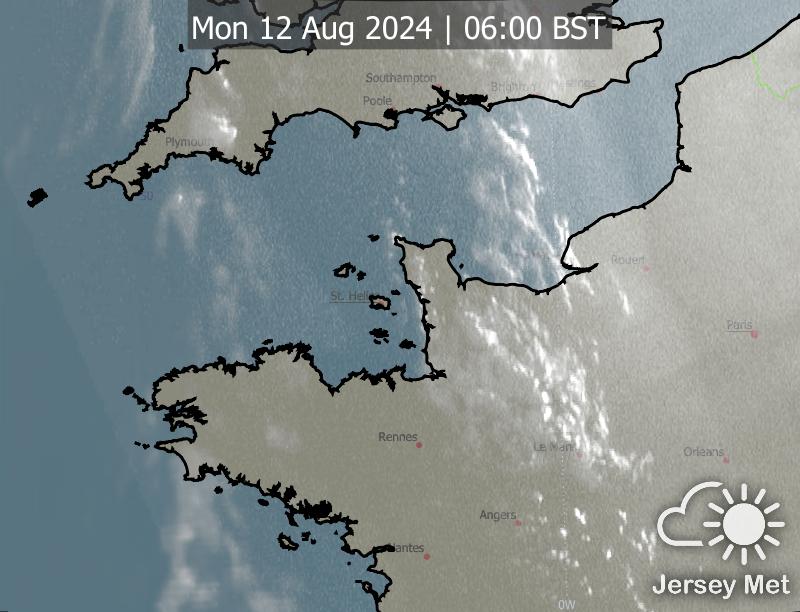 Mon 12 Aug 2024 | 06:00 BST
Southampton
Poole
Plymouth
50
St. Helier
Rouen
Paris
Rennes
Le Mans
Orleans
Angers
Nantes
Jersey Met
0W